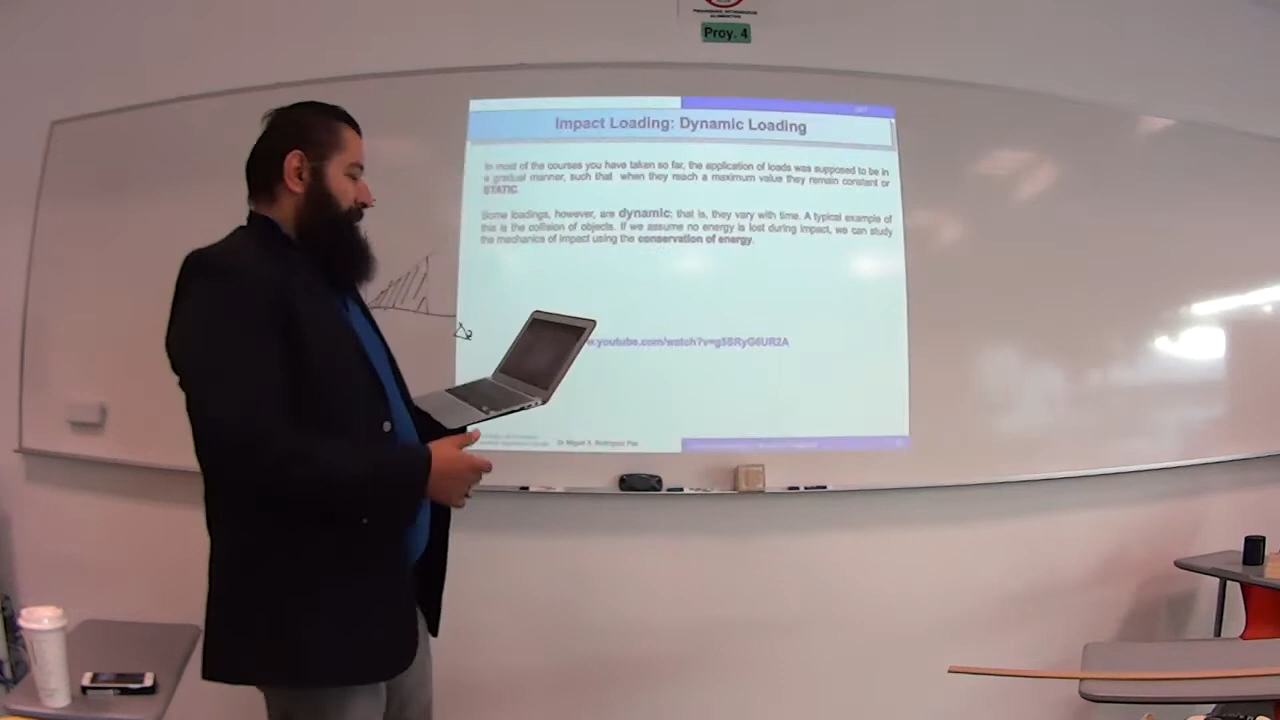 Proy. 4
Impact Loading: Dynamic Loading
In most of the courses you have taken so far, the application of loads was supposed to be in
a gradual manner, such that when they reach a maximum value they remain constant or
STATIC.
Some loadings, however, are dynamic; that is, they vary with time. A typical example of
this is the collision of objects. If we assume no energy is lost during impact, we can study
the mechanics of impact using the conservation of energy.
Dr Miguel X. Rodriguez Paz